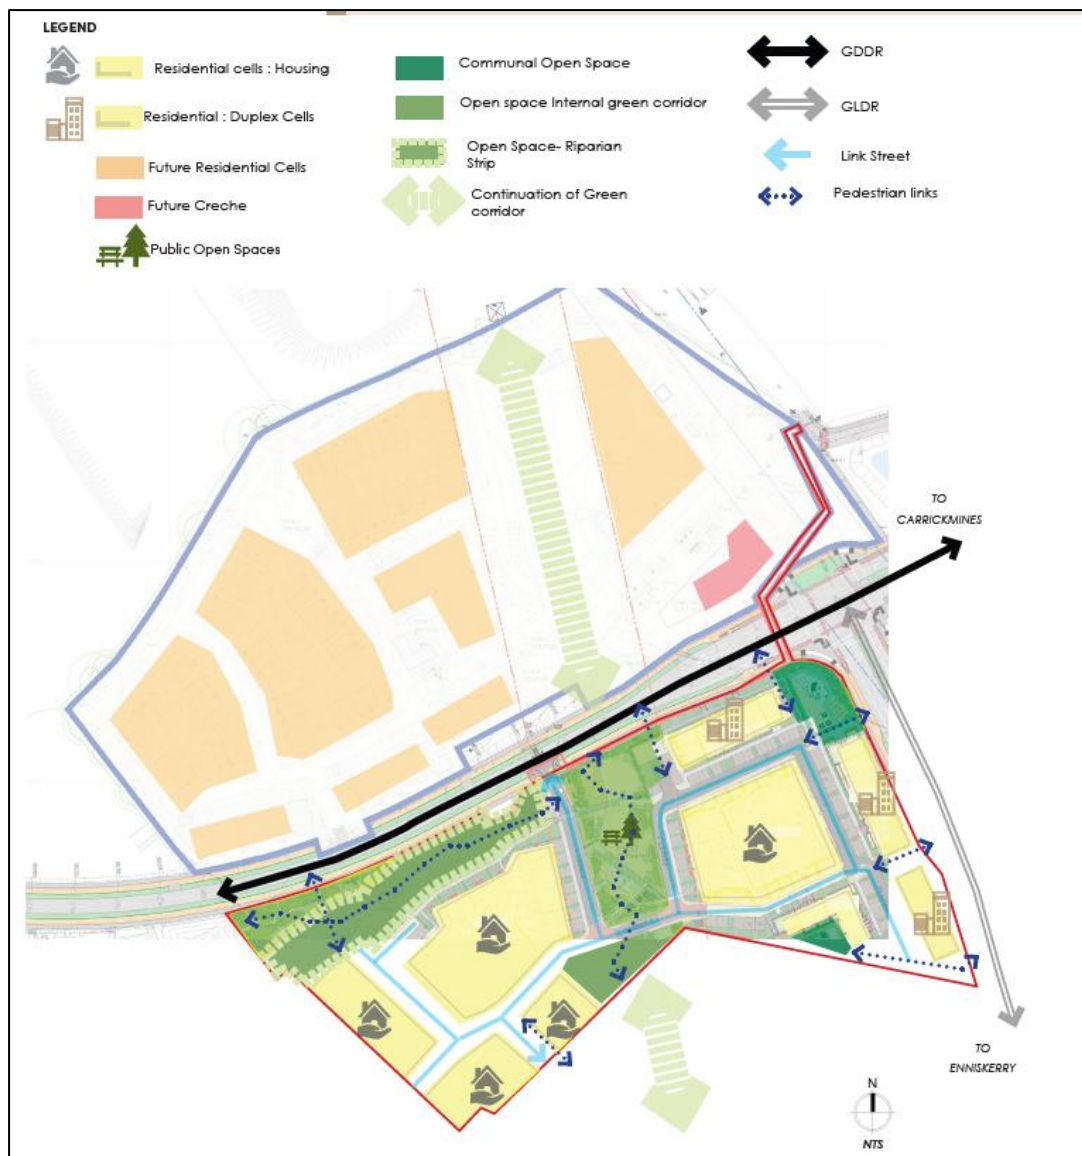 LEGEND
Residential cells : Housing
Residential : Duplex Cells
Future Residential Cells
Future Creche
Public Open Spaces
Communal Open Space
Open space Internal green corridor
Open Space- Riparian
Strip
Continuation of Green
corridor
GDDR
GLDR
Link Street
Pedestrian links
TO
CARRICKMINES
TO
ENNISKERRY
N
NTS